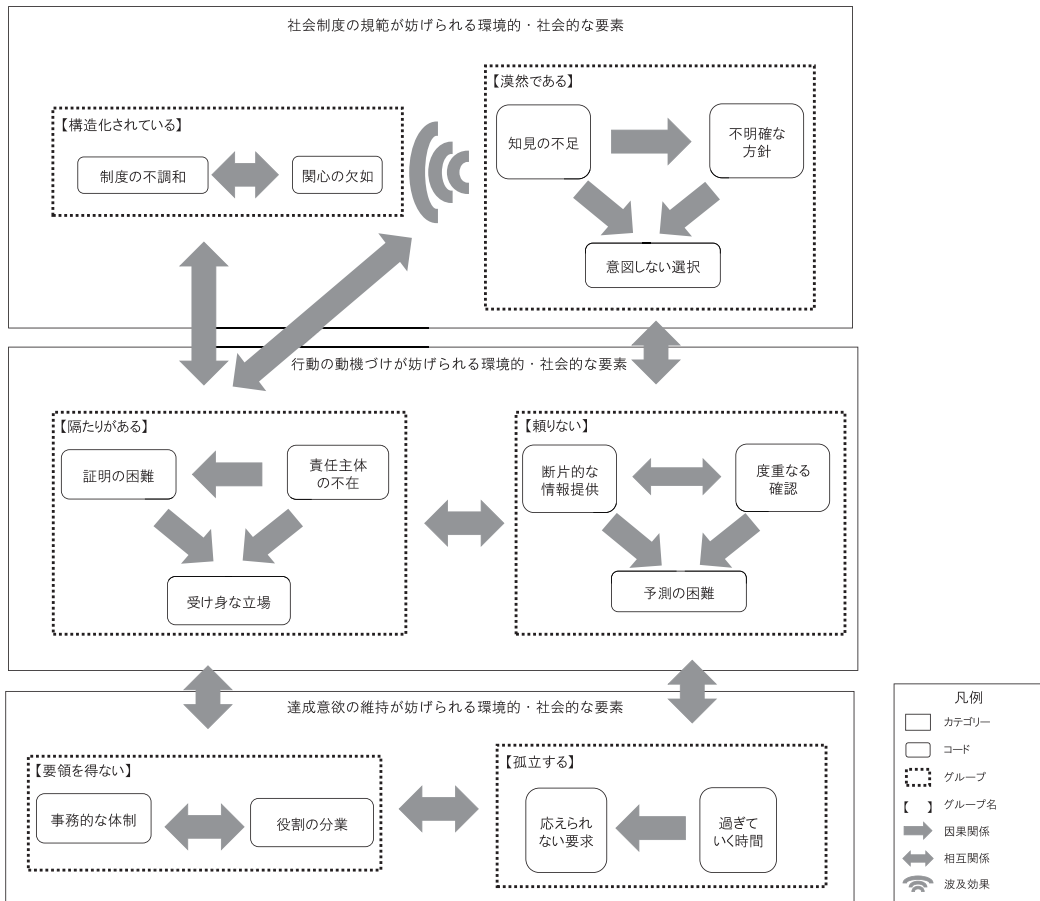 社会制度の規範が妨げられる環境的・社会的な要素
【構造化されている】
制度の不調和
関心の欠如
【漠然である】
知見の不足
不明確な
方針
意図しない選択
行動の動機づけが妨げられる環境的・社会的な要素
【隔たりがある】
証明の困難
責任主体
の不在
受け身な立場
【頼りない】
断片的な
情報提供
度重なる
確認
予測の困難
達成意欲の維持が妨げられる環境的・社会的な要素
【要領を得ない】
事務的な体制
役割の分業
【孤立する】
応えられ
ない要求
過ぎて
いく時間
凡例
カテゴリー
コード
グループ
【 】 グループ名
因果関係
相互関係
波及効果